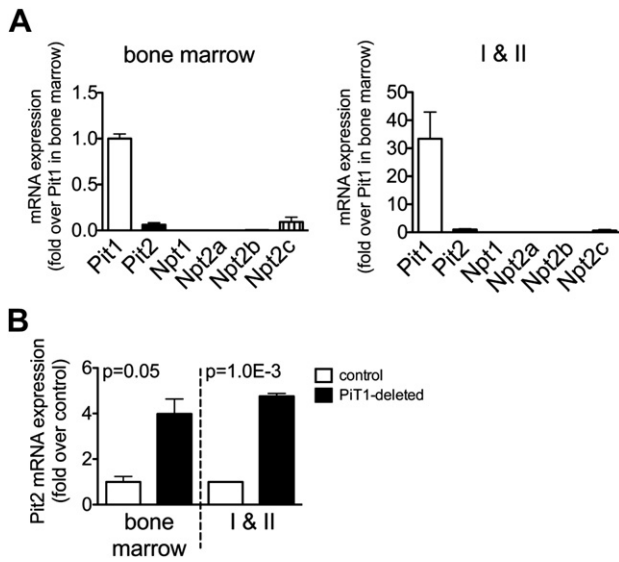 A
bone marrow
mRNA expression
(fold over Pit1 in bone marrow)
1.5
1.0
0.5
0.0
Pit1
Pit2
Npt1
Npt2a
Npt2b
Npt2c
I & II
mRNA expression
(fold over Pit1 in bone marrow)
50
40
30
20
10
0
Pit1
Pit2
Npt1
Npt2a
Npt2b
Npt2c
B
Pit2 mRNA expression
(fold over control)
6
4
2
0
p=0.05
p=1.0E-3
bone
marrow
I & II
control
PiT1-deleted